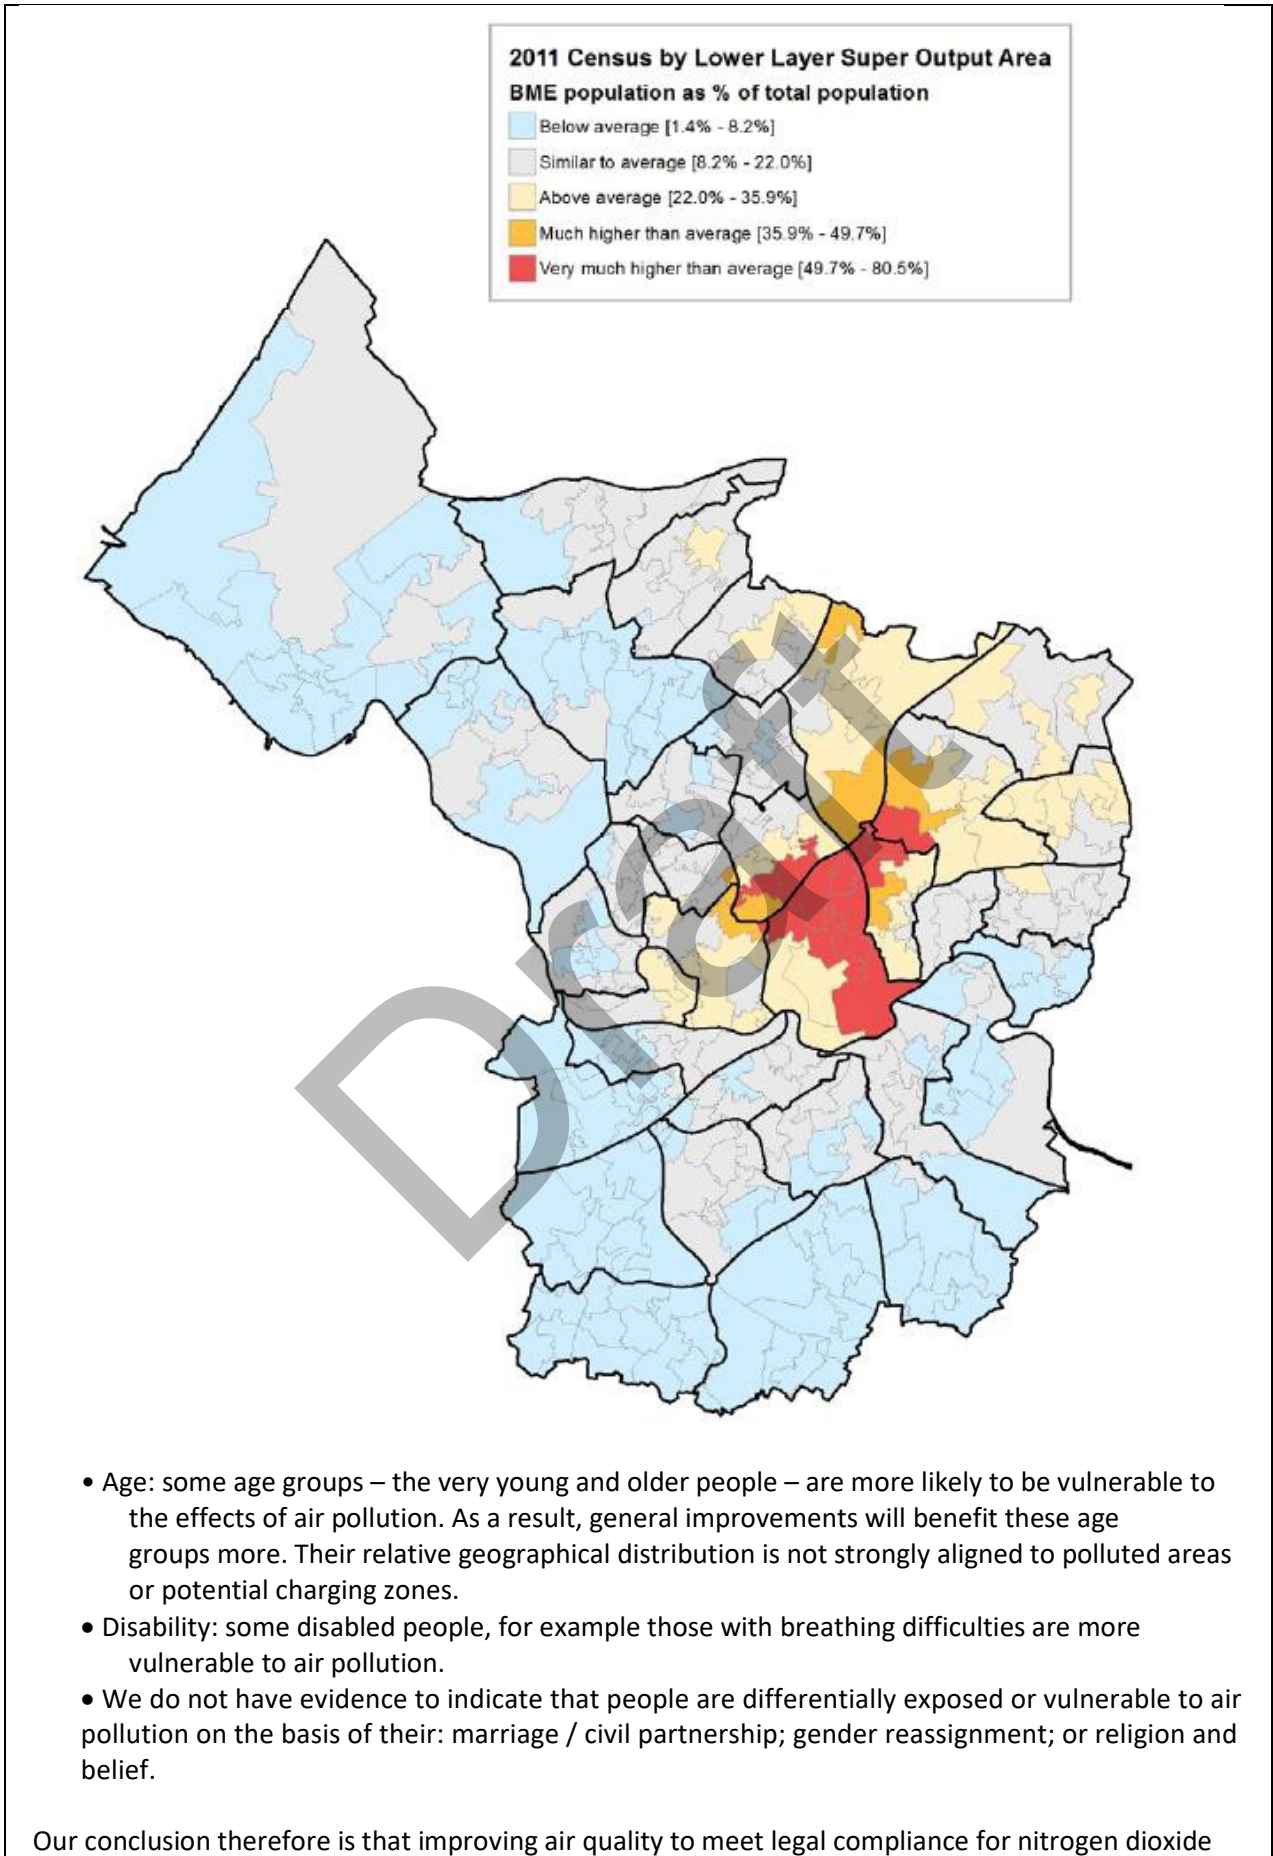 2011 Census by Lower Layer Super Output Area
BME population as % of total population
Below average [1.4% - 8.2%]
Similar to average [8.2% - 22.0%]
Above average [22.0% - 35.9%]
Much higher than average [35.9% - 49.7%]
Very much higher than average [49.7% - 80.5%]
Draft
• Age: some age groups – the very young and older people – are more likely to be vulnerable to
the effects of air pollution. As a result, general improvements will benefit these age
groups more. Their relative geographical distribution is not strongly aligned to polluted areas
or potential charging zones.
• Disability: some disabled people, for example those with breathing difficulties are more
vulnerable to air pollution.
• We do not have evidence to indicate that people are differentially exposed or vulnerable to air
pollution on the basis of their: marriage / civil partnership; gender reassignment; or religion and
belief.
Our conclusion therefore is that improving air quality to meet legal compliance for nitrogen dioxide